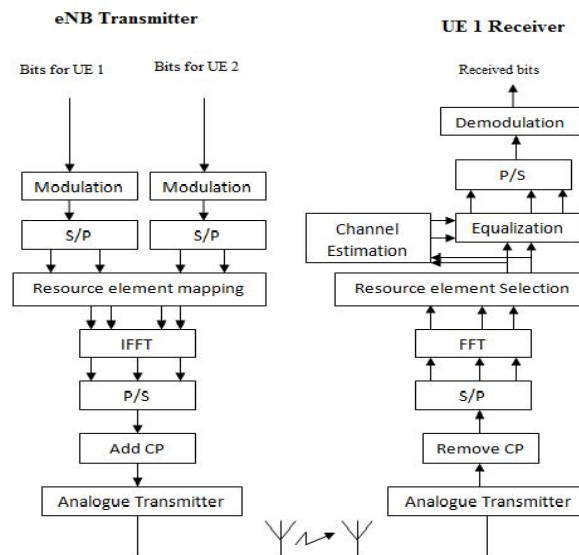 eNB Transmitter
Bits for UE 1
Bits for UE 2
Modulation
Modulation
S/P
S/P
Resource element mapping
IFFT
P/S
Add CP
Analogue Transmitter
UE 1 Receiver
Received bits
Demodulation
P/S
Channel
Estimation
Equalization
Resource element Selection
FFT
S/P
Remove CP
Analogue Transmitter